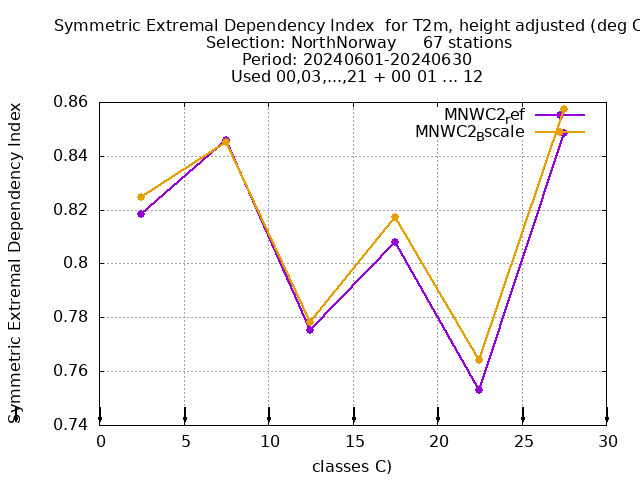 Symmetric Extremal Dependency Index  for T2m, height adjusted (deg C
Selection: NorthNorway     67 stations
Period: 20240601-20240630
Used 00,03,...,21 + 00 01 ... 12
MNWC2ref
MNWC2Bscale
Symmetric Extremal Dependency Index
0.86
0.84
0.82
0.8
0.78
0.76
0.74
0 5 10 15 20 25 30
classes C)